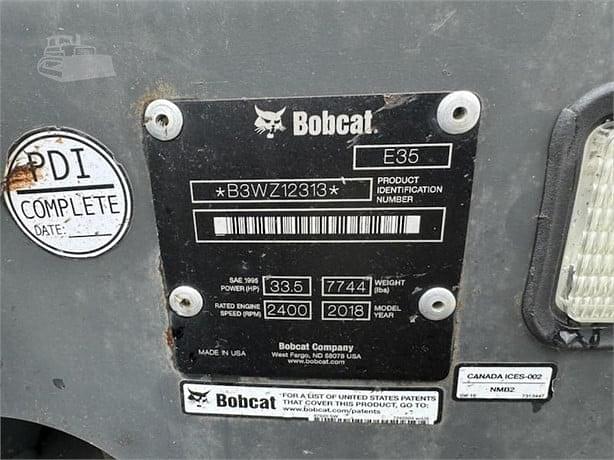 Bobcat
E35
*B3WZ12313*
PRODUCT
IDENTIFICATION
NUMBER
SAE 1995
POWER (HP)
33.5
7744
WEIGHT
(lbs)
RATED ENGINE
SPEED (RPM)
2400
2018
MODEL
YEAR
MADE IN USA
Bobcat Company
West Fargo, ND 58078 USA
www.bobcat.com
PDI
COMPLETE
DATE:
Bobcat
FOR A LIST OF UNITED STATES PATENTS
THAT COVER THIS PRODUCT, GO TO:
www.bobcat.com/patents
CANADA ICES-002
NMB2
7313447